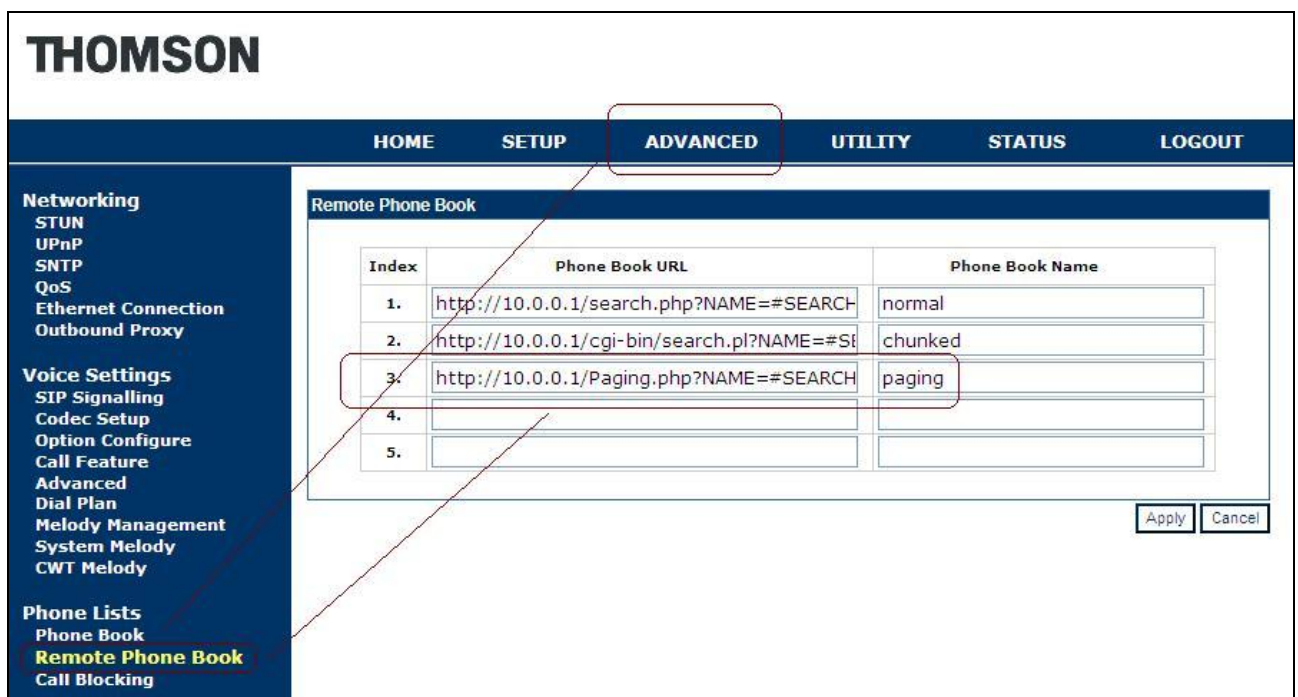 THOMSON
HOME SETUP ADVANCED UTILITY STATUS LOGOUT
Networking
STUN
UPnP
SNTP
QoS
Ethernet Connection
Outbound Proxy
Voice Settings
SIP Signalling
Codec Setup
Option Configure
Call Feature
Advanced
Dial Plan
Melody Management
System Melody
CWT Melody
Phone Lists
Phone Book
Remote Phone Book
Call Blocking
Remote Phone Book
Index Phone Book URL Phone Book Name
1. http://10.0.0.1/search.php?NAME=#SEARCH normal
2. http://10.0.0.1/cgi-bin/search.pl?NAME=#SE chunked
3. http://10.0.0.1/Paging.php?NAME=#SEARCH paging
4.
5.
Apply Cancel